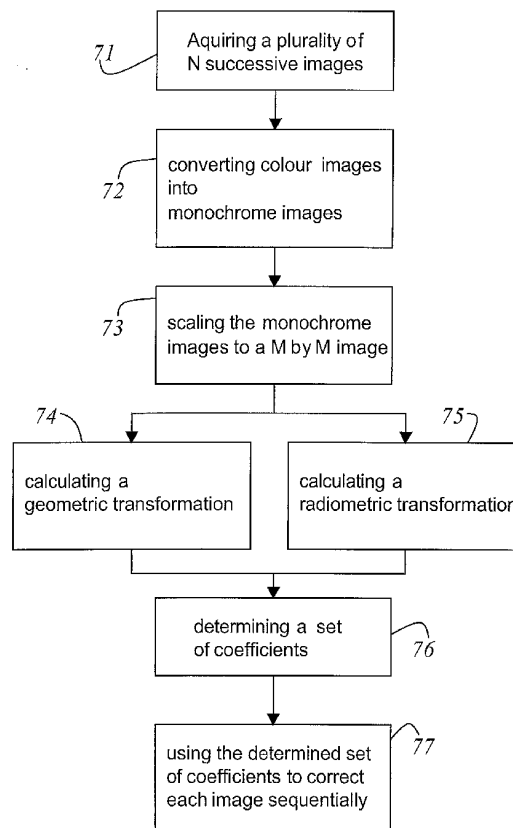 71
Aquiring a plurality of
N successive images
72
converting colour images
into
monochrome images
73
scaling the monochrome
images to a M by M image
74
calculating a
geometric transformation
75
calculating a
radiometric transformation
determining a set
of coefficients
76
77
using the determined set
of coefficients to correct
each image sequentially